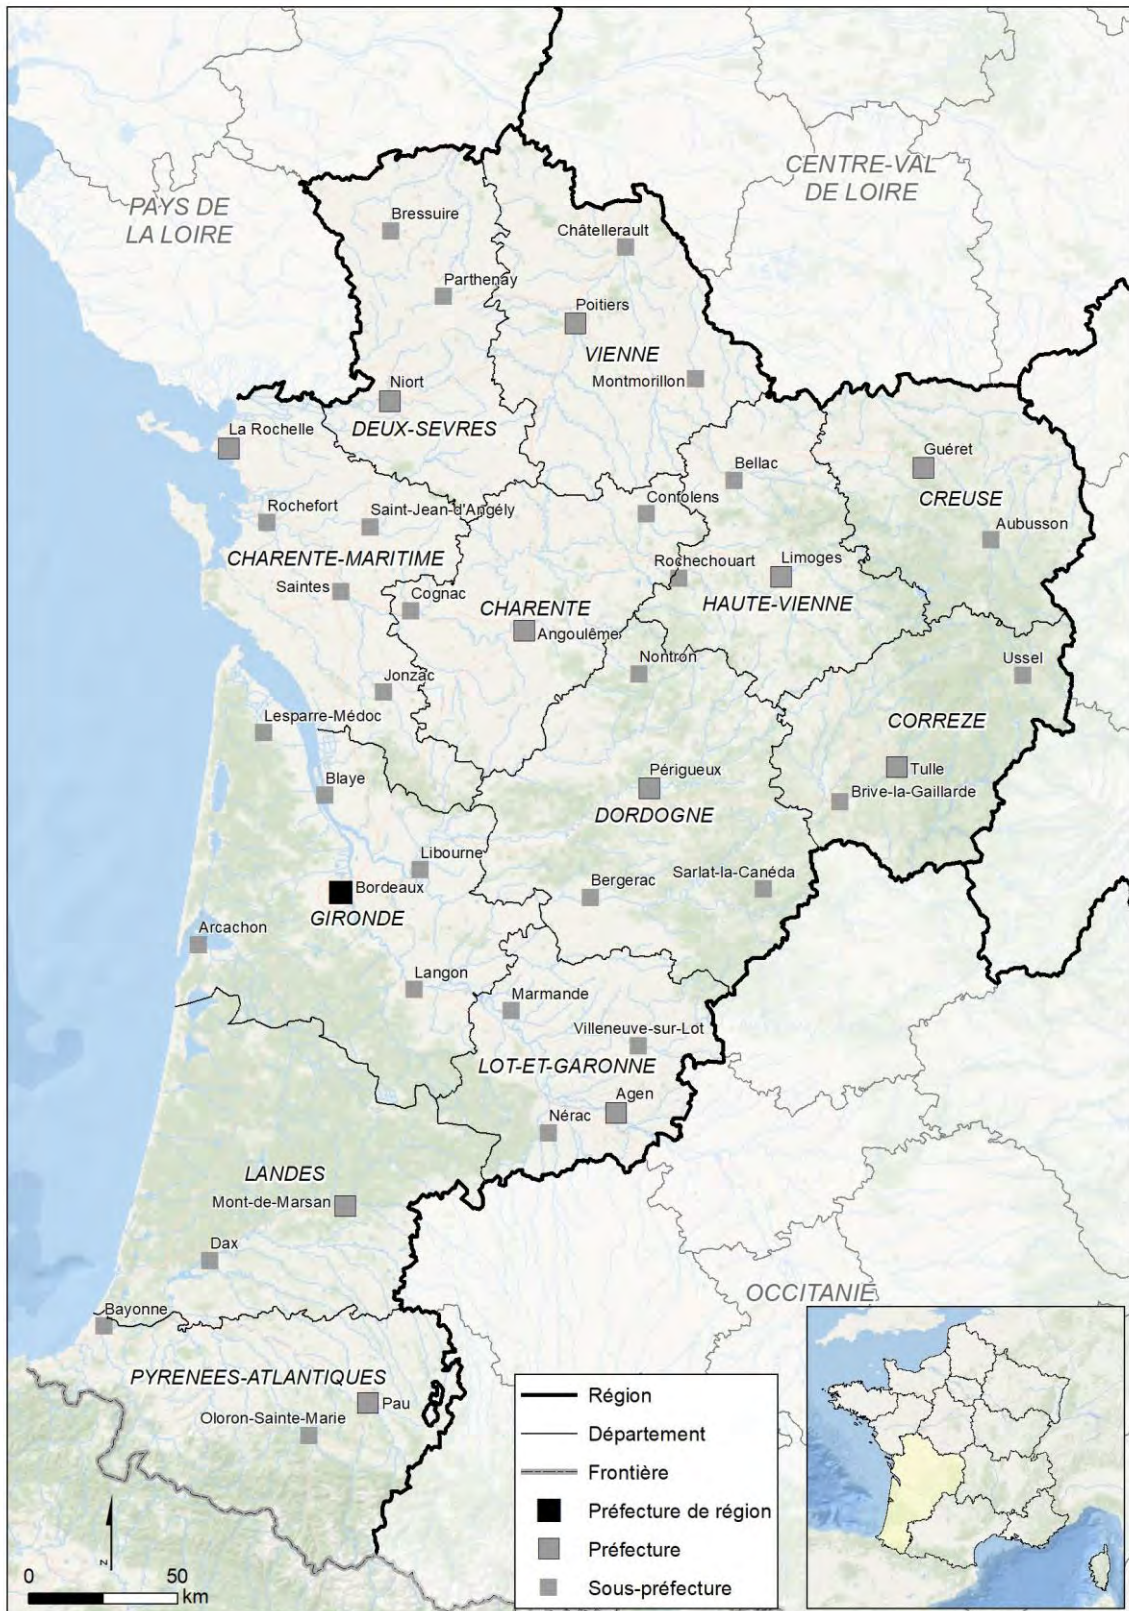 CENTRE-VAL
DE LOIRE
PAYS DE
LA LOIRE
Bressuire
Châtellerault
Parthenay
Poitiers
VIENNE
Montmorillon
Niort
DEUX-SEVRES
La Rochelle
Bellac
Guéret
CREUSE
Confolens
Rochefort
Saint-Jean-d'Angély
Aubusson
CHARENTE-MARITIME
Rochechouart
Limoges
Saintes
Cognac
CHARENTE
HAUTE-VIENNE
Angoulême
Nontron
Ussel
Jonzac
Lesparre-Médoc
CORREZE
Blaye
Périgueux
Tulle
Brive-la-Gaillarde
DORDOGNE
Libourne
Bordeaux
Bergerac
Sarlat-la-Canéda
GIRONDE
Arcachon
Langon
Marmande
Villeneuve-sur-Lot
LOT-ET-GARONNE
Agen
Nérac
LANDES
Mont-de-Marsan
Dax
OCCITANIE
Bayonne
PYRENEES-ATLANTIQUES
Pau
Oloron-Sainte-Marie
Région
Département
Frontière
Préfecture de région
Préfecture
Sous-préfecture
N
0 50
km